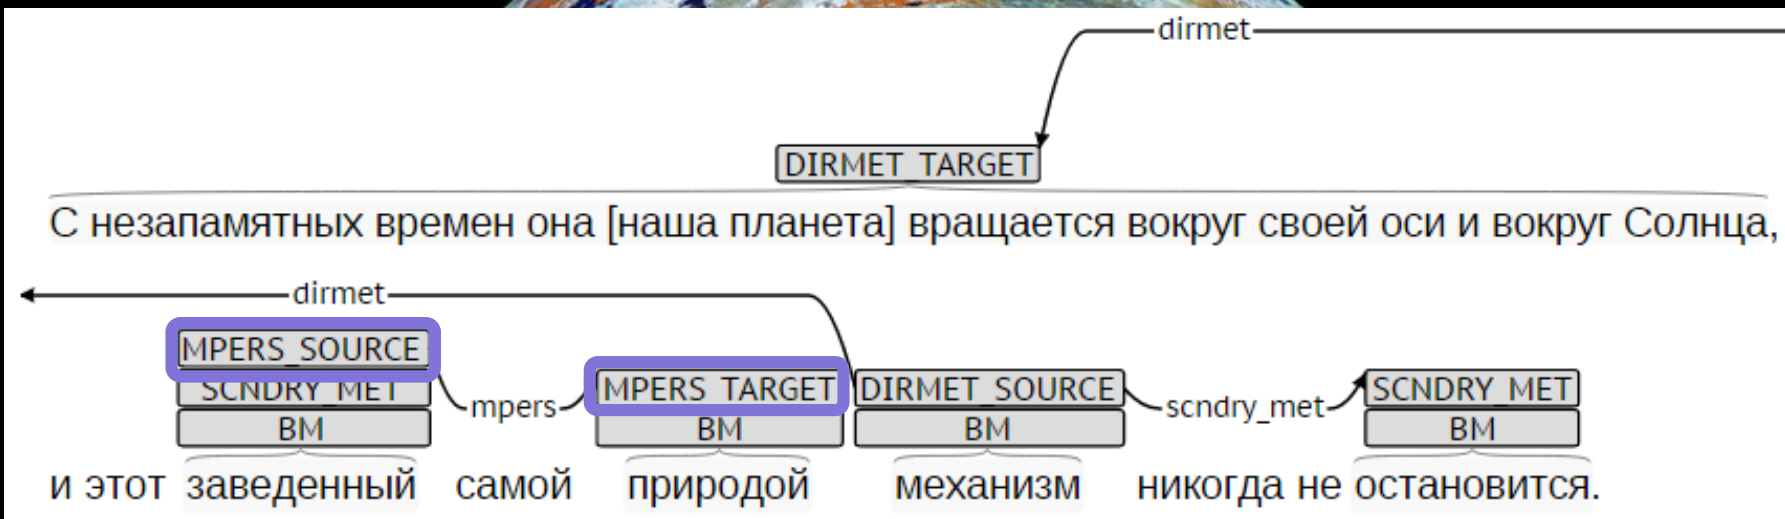 dirmet
DIRMET_TARGET
С незапамятных времен она [наша планета] вращается вокруг своей оси и вокруг Солнца,
dirmet
MPERS_SOURCE
SCNDRY_MET mpers MPERS_TARGET DIRMET_SOURCE scndry_met SCNDRY_MET
BM BM BM BM
и этот заведенный самой природой механизм никогда не остановится.